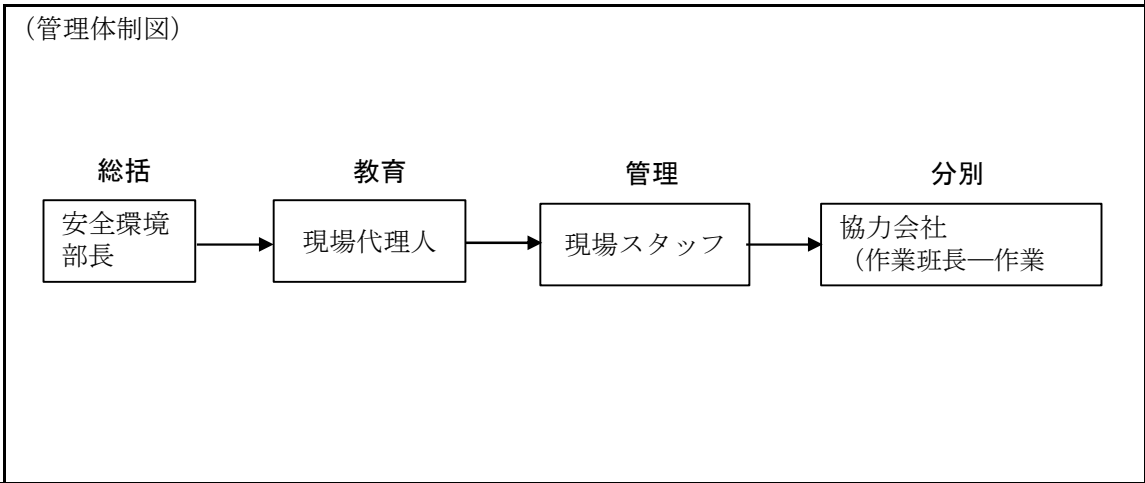 （管理体制図）
総括
教育
管理
分別
安全環境
部長
現場代理人
現場スタッフ
協力会社
（作業班長―作業